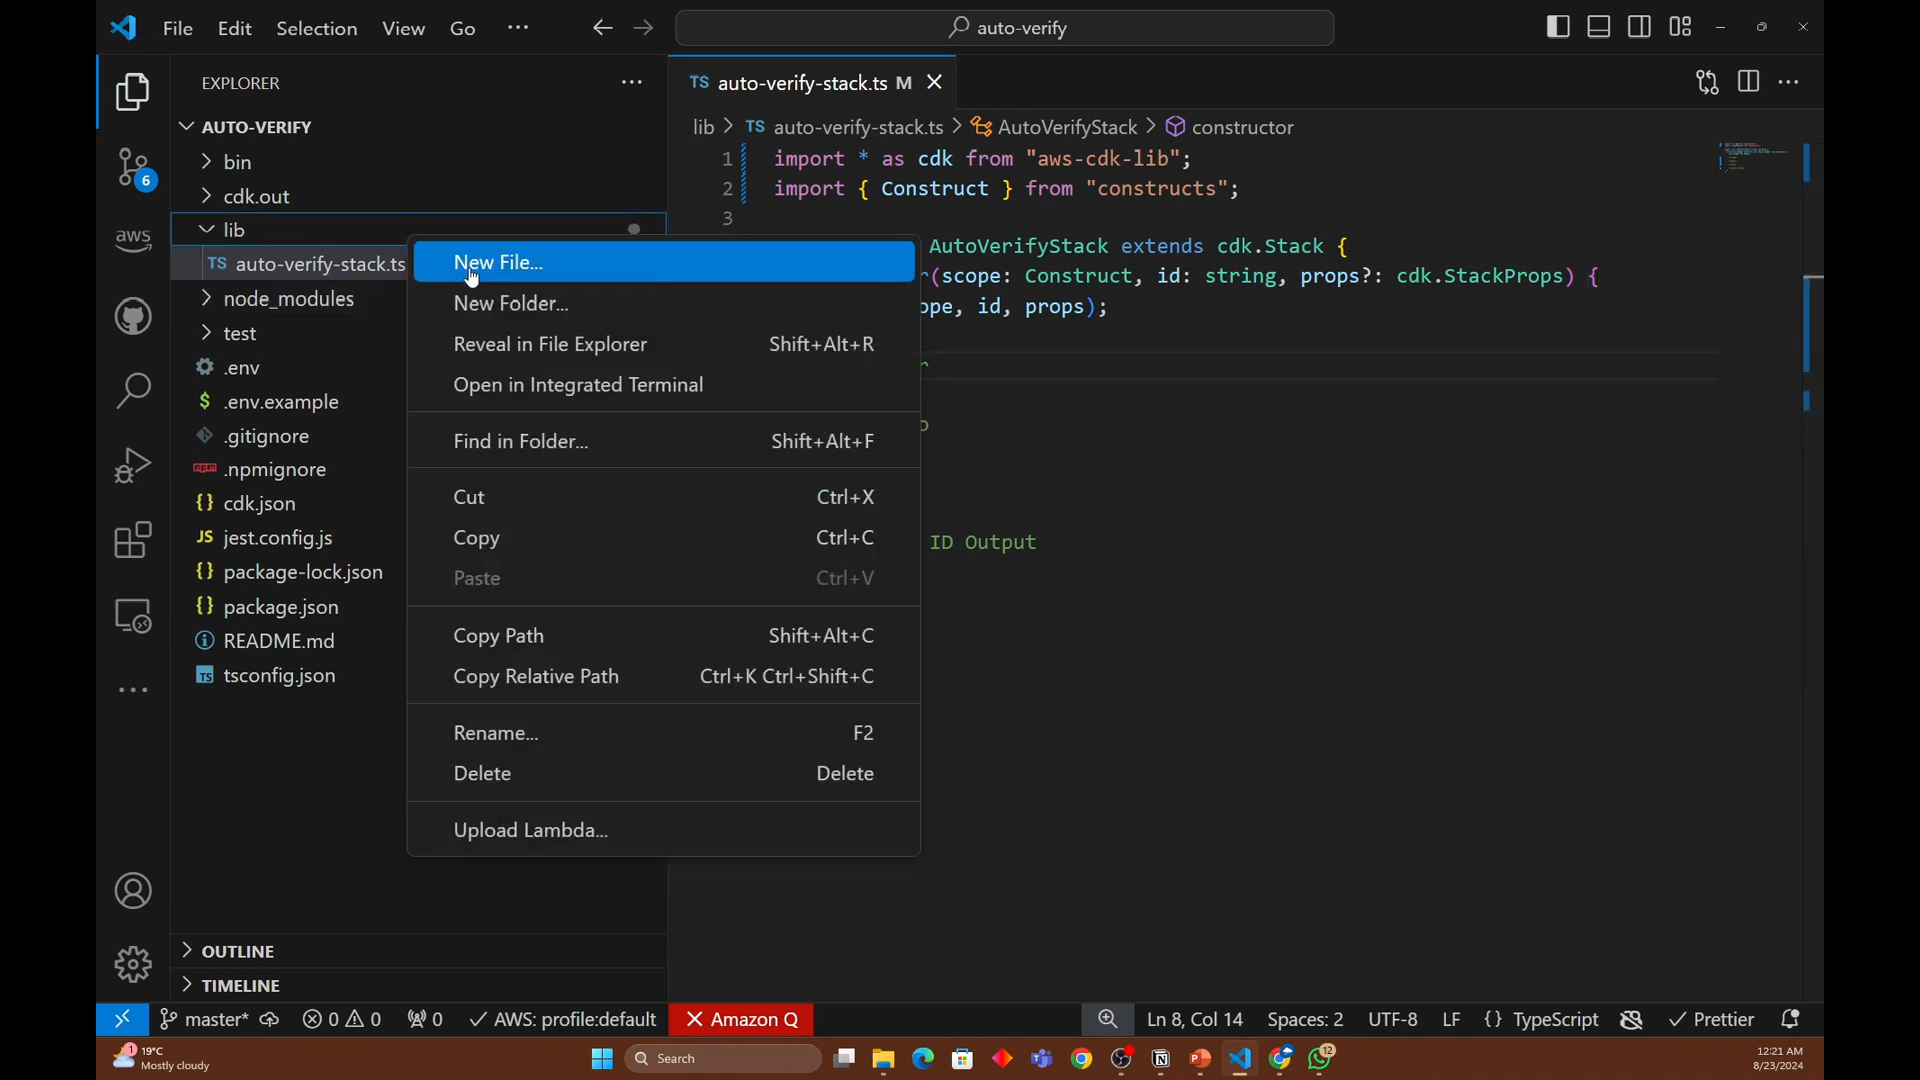 File Edit Selection View Go ···
auto-verify
EXPLORER
AUTO-VERIFY
bin
cdk.out
lib
TS auto-verify-stack.ts
node_modules
test
.env
$ .env.example
.gitignore
.npmignore
{} cdk.json
JS jest.config.js
{} package-lock.json
{} package.json
README.md
TS tsconfig.json
OUTLINE
TIMELINE
6
aws
New File...
New Folder...
Reveal in File Explorer Shift+Alt+R
Open in Integrated Terminal
Find in Folder... Shift+Alt+F
Cut Ctrl+X
Copy Ctrl+C
Paste Ctrl+V
Copy Path Shift+Alt+C
Copy Relative Path Ctrl+K Ctrl+Shift+C
Rename... F2
Delete Delete
Upload Lambda...
TS auto-verify-stack.ts M
lib > TS auto-verify-stack.ts > AutoVerifyStack > constructor
1 import * as cdk from "aws-cdk-lib";
2 import { Construct } from "constructs";
3
AutoVerifyStack extends cdk.Stack {
r(scope: Construct, id: string, props?: cdk.StackProps) {
ope, id, props);
r
o
ID Output
master* 0 0 0 AWS: profile:default Amazon Q Ln 8, Col 14 Spaces: 2 UTF-8 LF {} TypeScript Prettier
1 19°C
Mostly cloudy
Search
12
12:21 AM
8/23/2024